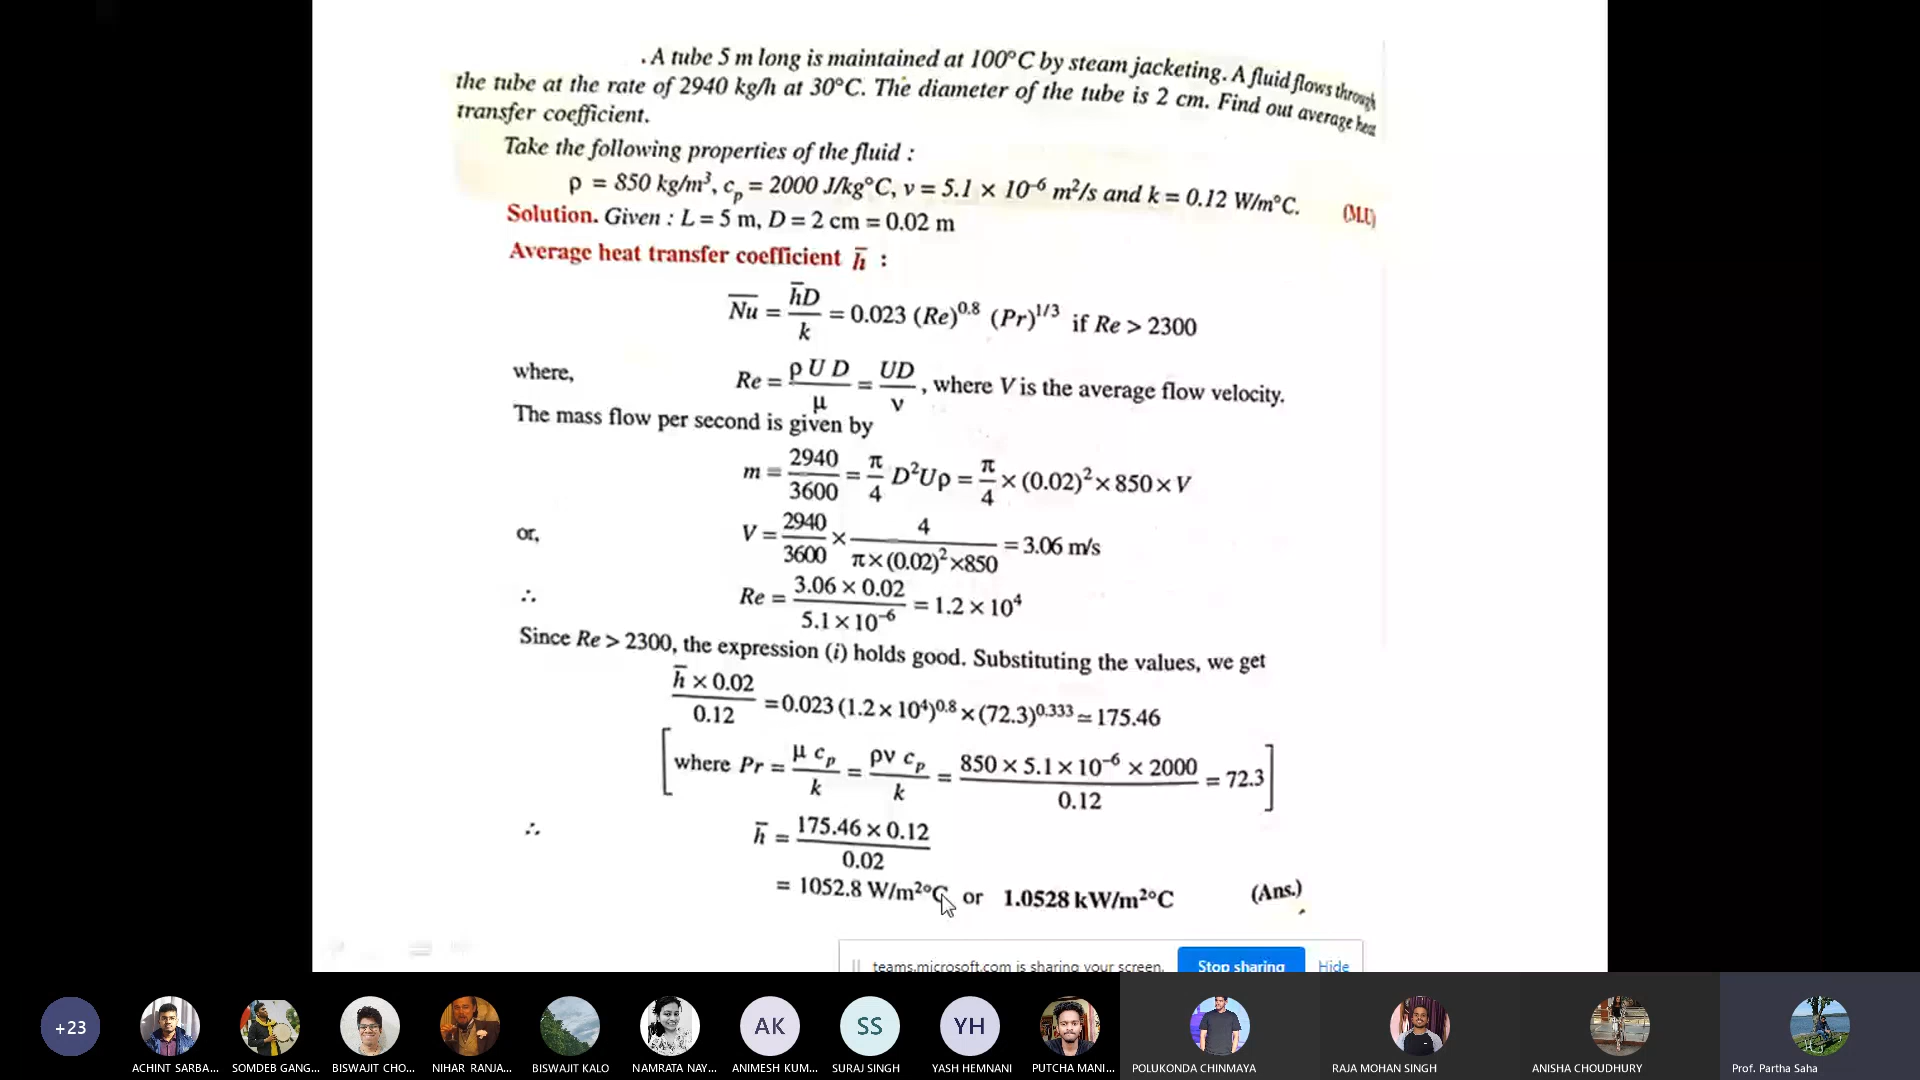 . A tube 5 m long is maintained at 100°C by steam jacketing. A fluid flows through
the tube at the rate of 2940 kg/h at 30°C. The diameter of the tube is 2 cm. Find out average heat
transfer coefficient.
Take the following properties of the fluid :
ρ = 850 kg/m³, c_p = 2000 J/kg°C, ν = 5.1 × 10⁻⁶ m²/s and k = 0.12 W/m°C. (M.U)
Solution. Given : L = 5 m, D = 2 cm = 0.02 m
Average heat transfer coefficient h̅ :
N̅u̅ = h̅D/k = 0.023 (Re)^0.8 (Pr)^1/3 if Re > 2300
where, Re = ρ U D/μ = UD/ν , where V is the average flow velocity.
The mass flow per second is given by
m = 2940/3600 = π/4 D²Uρ = π/4 × (0.02)² × 850 × V
or, V = 2940/3600 × 4/π × (0.02)² × 850 = 3.06 m/s
∴ Re = 3.06 × 0.02/5.1 × 10⁻⁶ = 1.2 × 10⁴
Since Re > 2300, the expression (i) holds good. Substituting the values, we get
h̅ × 0.02/0.12 = 0.023 (1.2 × 10⁴)^0.8 × (72.3)^0.333 ≃ 175.46
[where Pr = μ c_p/k = ρν c_p/k = 850 × 5.1 × 10⁻⁶ × 2000/0.12 = 72.3]
∴ h̅ = 175.46 × 0.12/0.02
= 1052.8 W/m²°C or 1.0528 kW/m²°C (Ans.)
teams.microsoft.com is sharing your screen. Stop sharing Hide
+23 AK SS YH
ACHINT SARBA... SOMDEB GANG... BISWAJIT CHO... NIHAR RANJA... BISWAJIT KALO NAMRATA NAY... ANIMESH KUM... SURAJ SINGH YASH HEMNANI PUTCHA MANI... POLUKONDA CHINMAYA RAJA MOHAN SINGH ANISHA CHOUDHURY Prof. Partha Saha